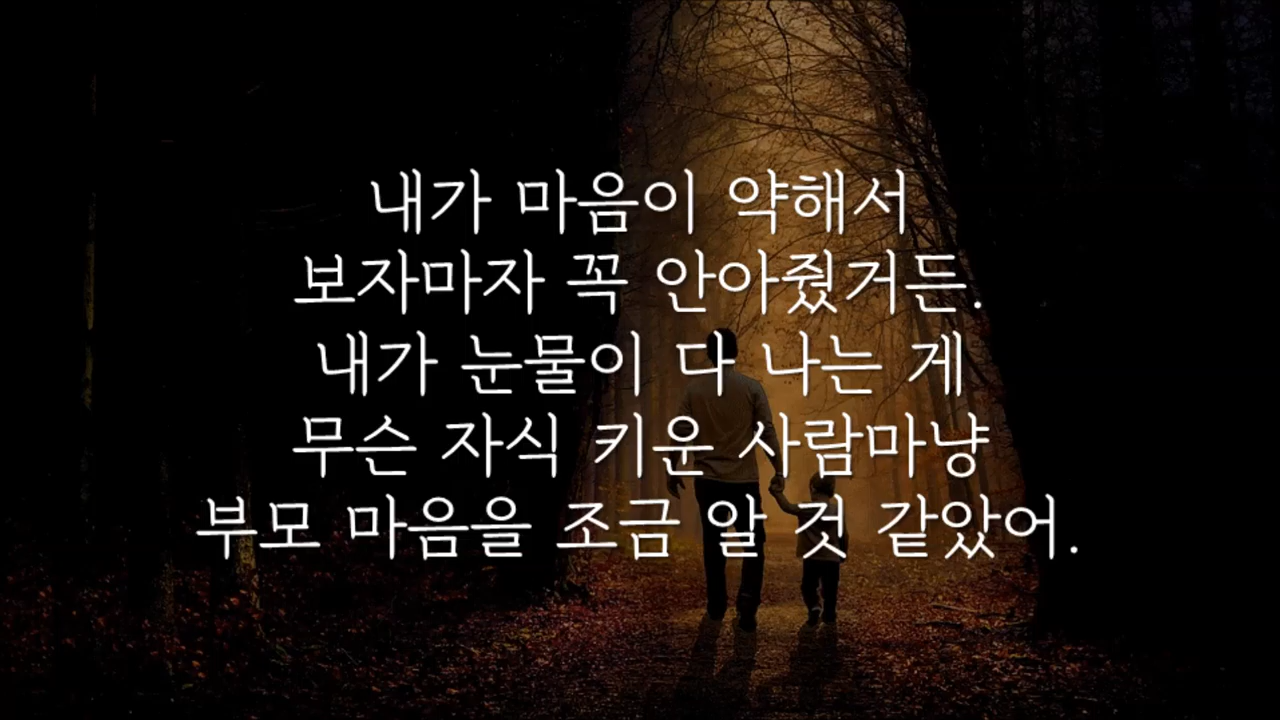 내가 마음이 약해서
보자마자 꼭 안아줬거든.
내가 눈물이 다 나는 게
무슨 자식 키운 사람마냥
부모 마음을 조금 알 것 같았어.